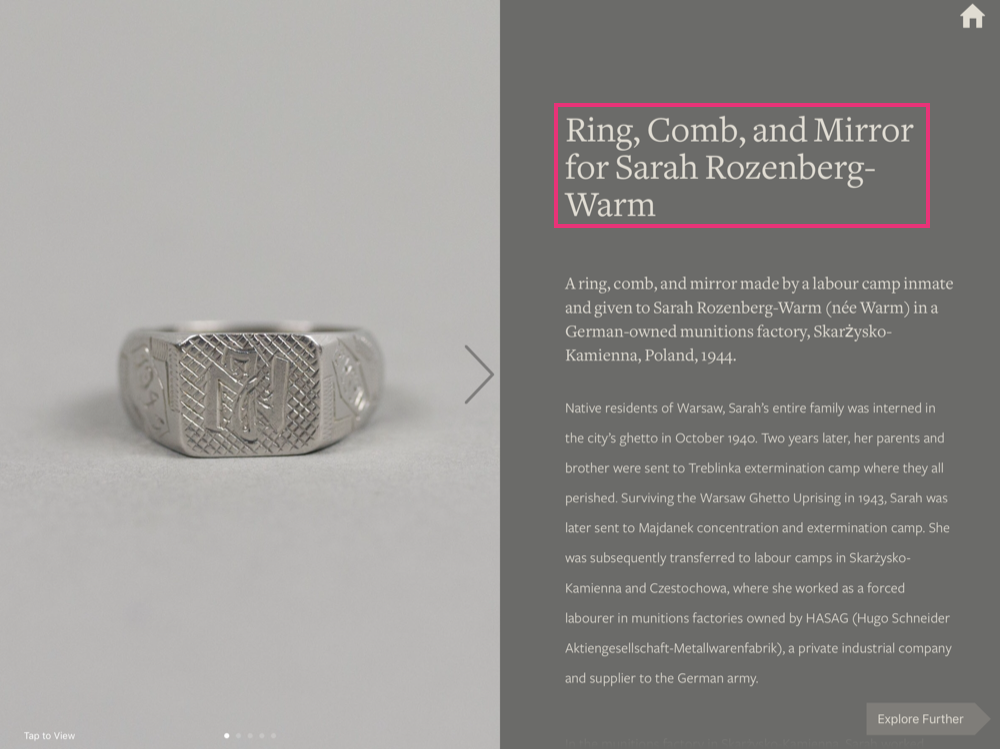 Ring, Comb, and Mirror
for Sarah Rozenberg-
Warm
A ring, comb, and mirror made by a labour camp inmate
and given to Sarah Rozenberg-Warm (née Warm) in a
German-owned munitions factory, Skarżysko-
Kamienna, Poland, 1944.
Native residents of Warsaw, Sarah's entire family was interned in
the city's ghetto in October 1940. Two years later, her parents and
brother were sent to Treblinka extermination camp where they all
perished. Surviving the Warsaw Ghetto Uprising in 1943, Sarah was
later sent to Majdanek concentration and extermination camp. She
was subsequently transferred to labour camps in Skarżysko-
Kamienna and Czestochowa, where she worked as a forced
labourer in munitions factories owned by HASAG (Hugo Schneider
Aktiengesellschaft-Metallwarenfabrik), a private industrial company
and supplier to the German army.
Explore Further
Tap to View